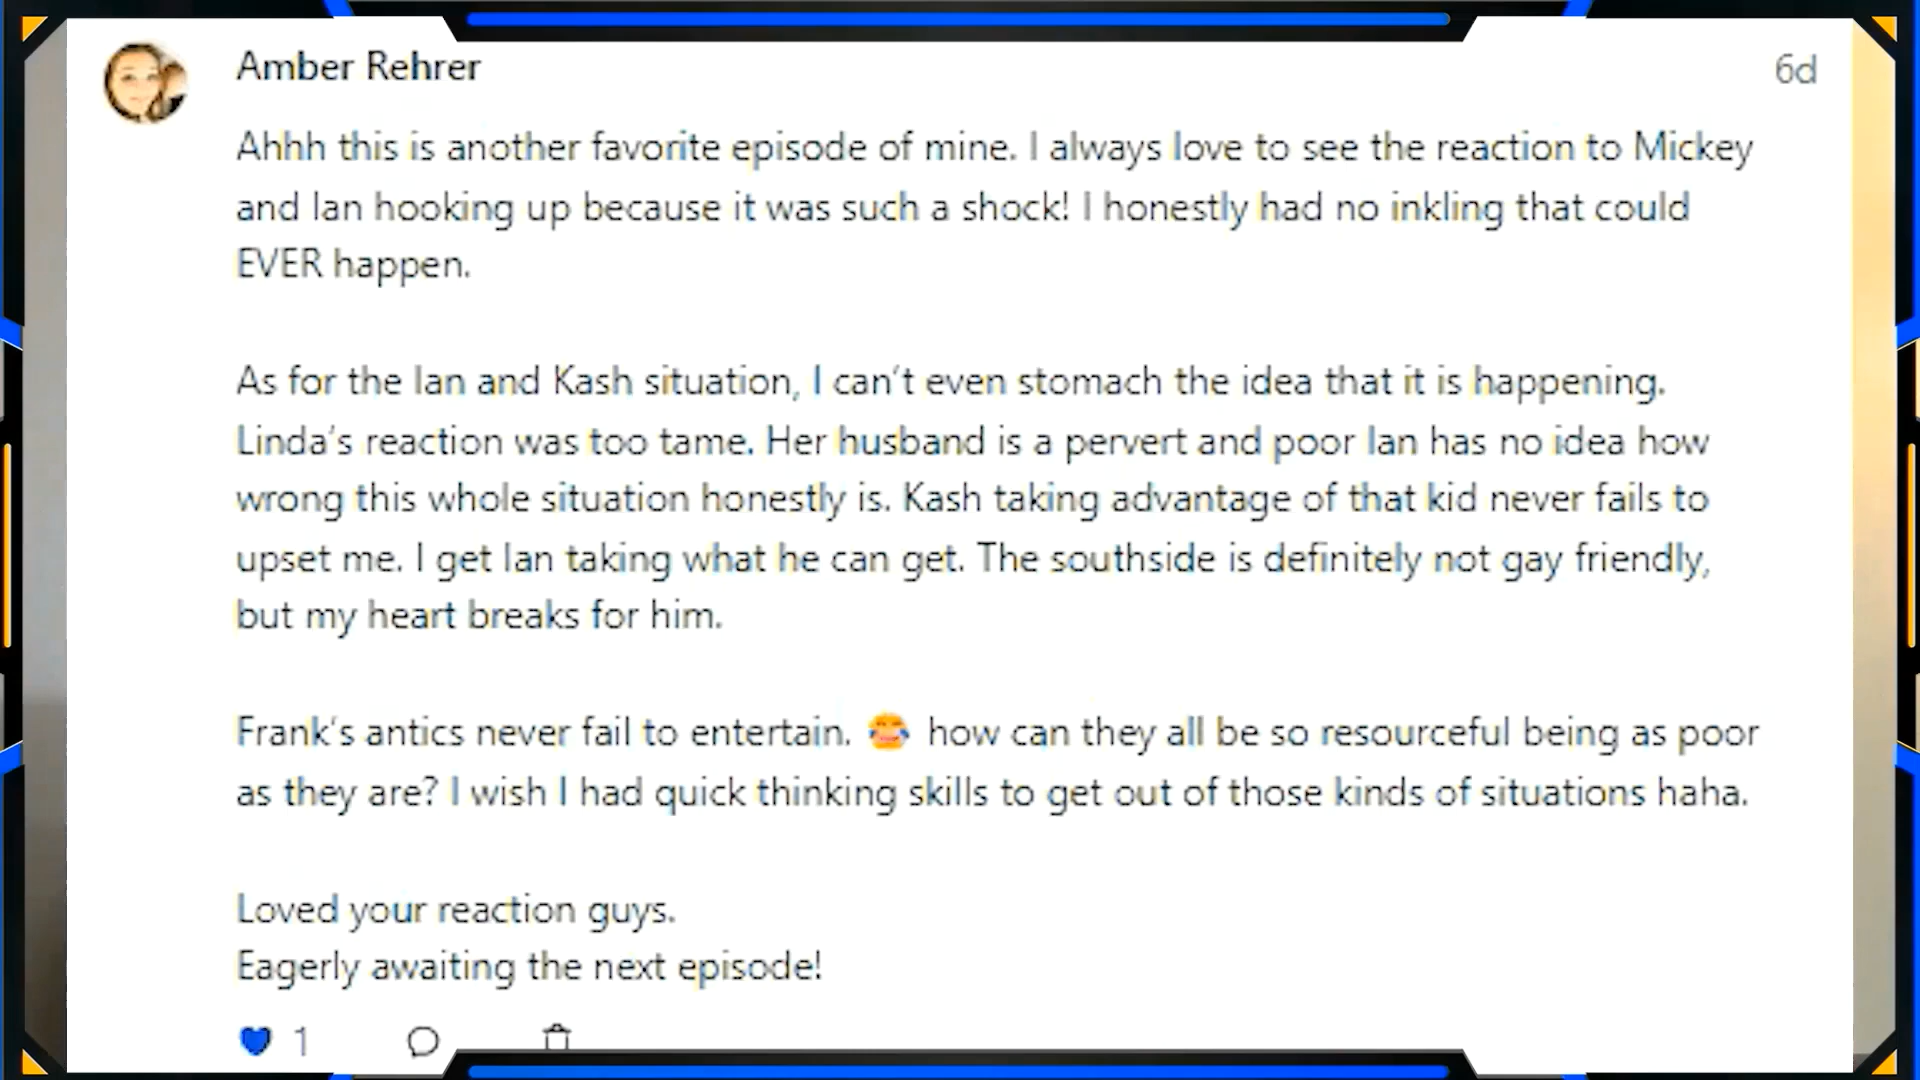 Amber Rehrer
6d
Ahhh this is another favorite episode of mine. I always love to see the reaction to Mickey
and Ian hooking up because it was such a shock! I honestly had no inkling that could
EVER happen.
As for the Ian and Kash situation, I can't even stomach the idea that it is happening.
Linda's reaction was too tame. Her husband is a pervert and poor Ian has no idea how
wrong this whole situation honestly is. Kash taking advantage of that kid never fails to
upset me. I get Ian taking what he can get. The southside is definitely not gay friendly,
but my heart breaks for him.
Frank's antics never fail to entertain. 😂 how can they all be so resourceful being as poor
as they are? I wish I had quick thinking skills to get out of those kinds of situations haha.
Loved your reaction guys.
Eagerly awaiting the next episode!
1